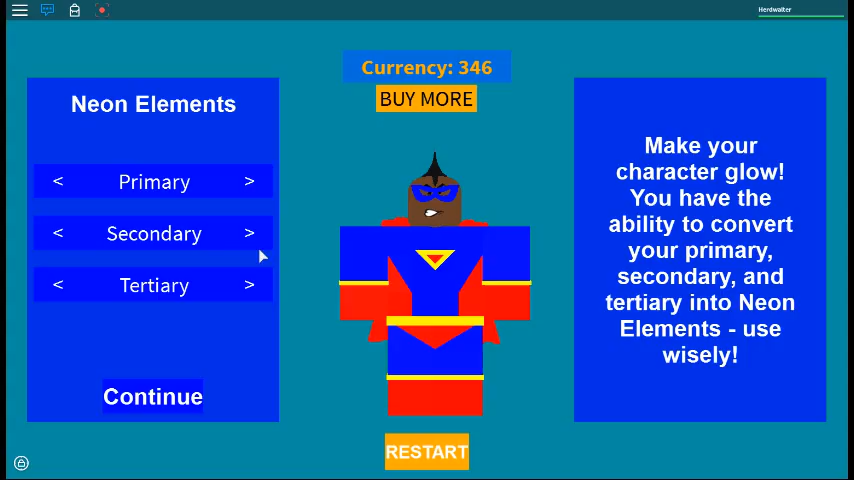 Herdwalter
Currency: 346
BUY MORE
Neon Elements
< Primary >
< Secondary >
< Tertiary >
Continue
Make your
character glow!
You have the
ability to convert
your primary,
secondary, and
tertiary into Neon
Elements - use
wisely!
RESTART